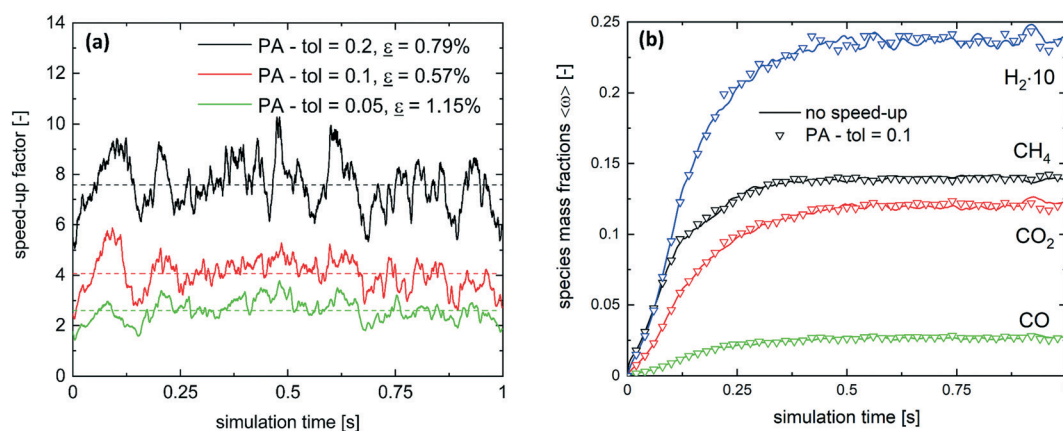 (a)
PA - tol = 0.2, ε = 0.79%
PA - tol = 0.1, ε = 0.57%
PA - tol = 0.05, ε = 1.15%
14
12
10
8
6
4
2
0
speed-up factor [-]
0
0.25
0.5
0.75
1
simulation time [s]
(b)
0.25
0.20
0.15
0.10
0.05
0
species mass fractions <ω> [-]
H₂·10
no speed-up
PA - tol = 0.1
CH₄
CO₂
CO
0
0.25
0.5
0.75
simulation time [s]